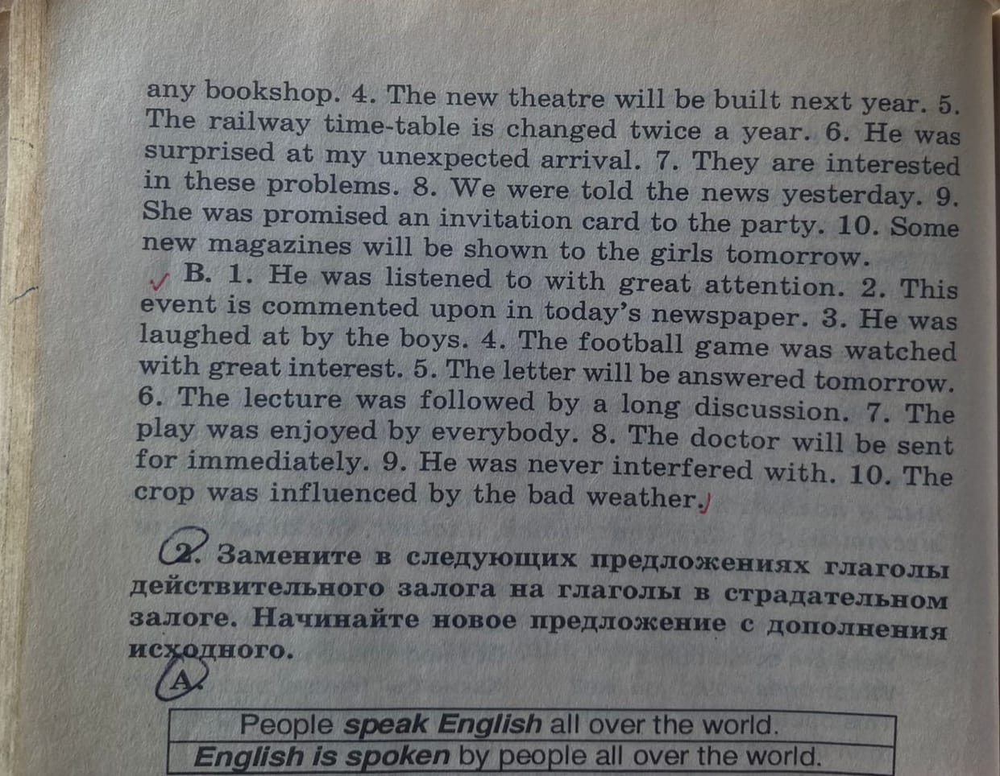 any bookshop. 4. The new theatre will be built next year. 5.
The railway time-table is changed twice a year. 6. He was
surprised at my unexpected arrival. 7. They are interested
in these problems. 8. We were told the news yesterday. 9.
She was promised an invitation card to the party. 10. Some
new magazines will be shown to the girls tomorrow.
B. 1. He was listened to with great attention. 2. This
event is commented upon in today's newspaper. 3. He was
laughed at by the boys. 4. The football game was watched
with great interest. 5. The letter will be answered tomorrow.
6. The lecture was followed by a long discussion. 7. The
play was enjoyed by everybody. 8. The doctor will be sent
for immediately. 9. He was never interfered with. 10. The
crop was influenced by the bad weather.
2. Замените в следующих предложениях глаголы
действительного залога на глаголы в страдательном
залоге. Начинайте новое предложение с дополнения
исходного.
A.
People speak English all over the world.
English is spoken by people all over the world.